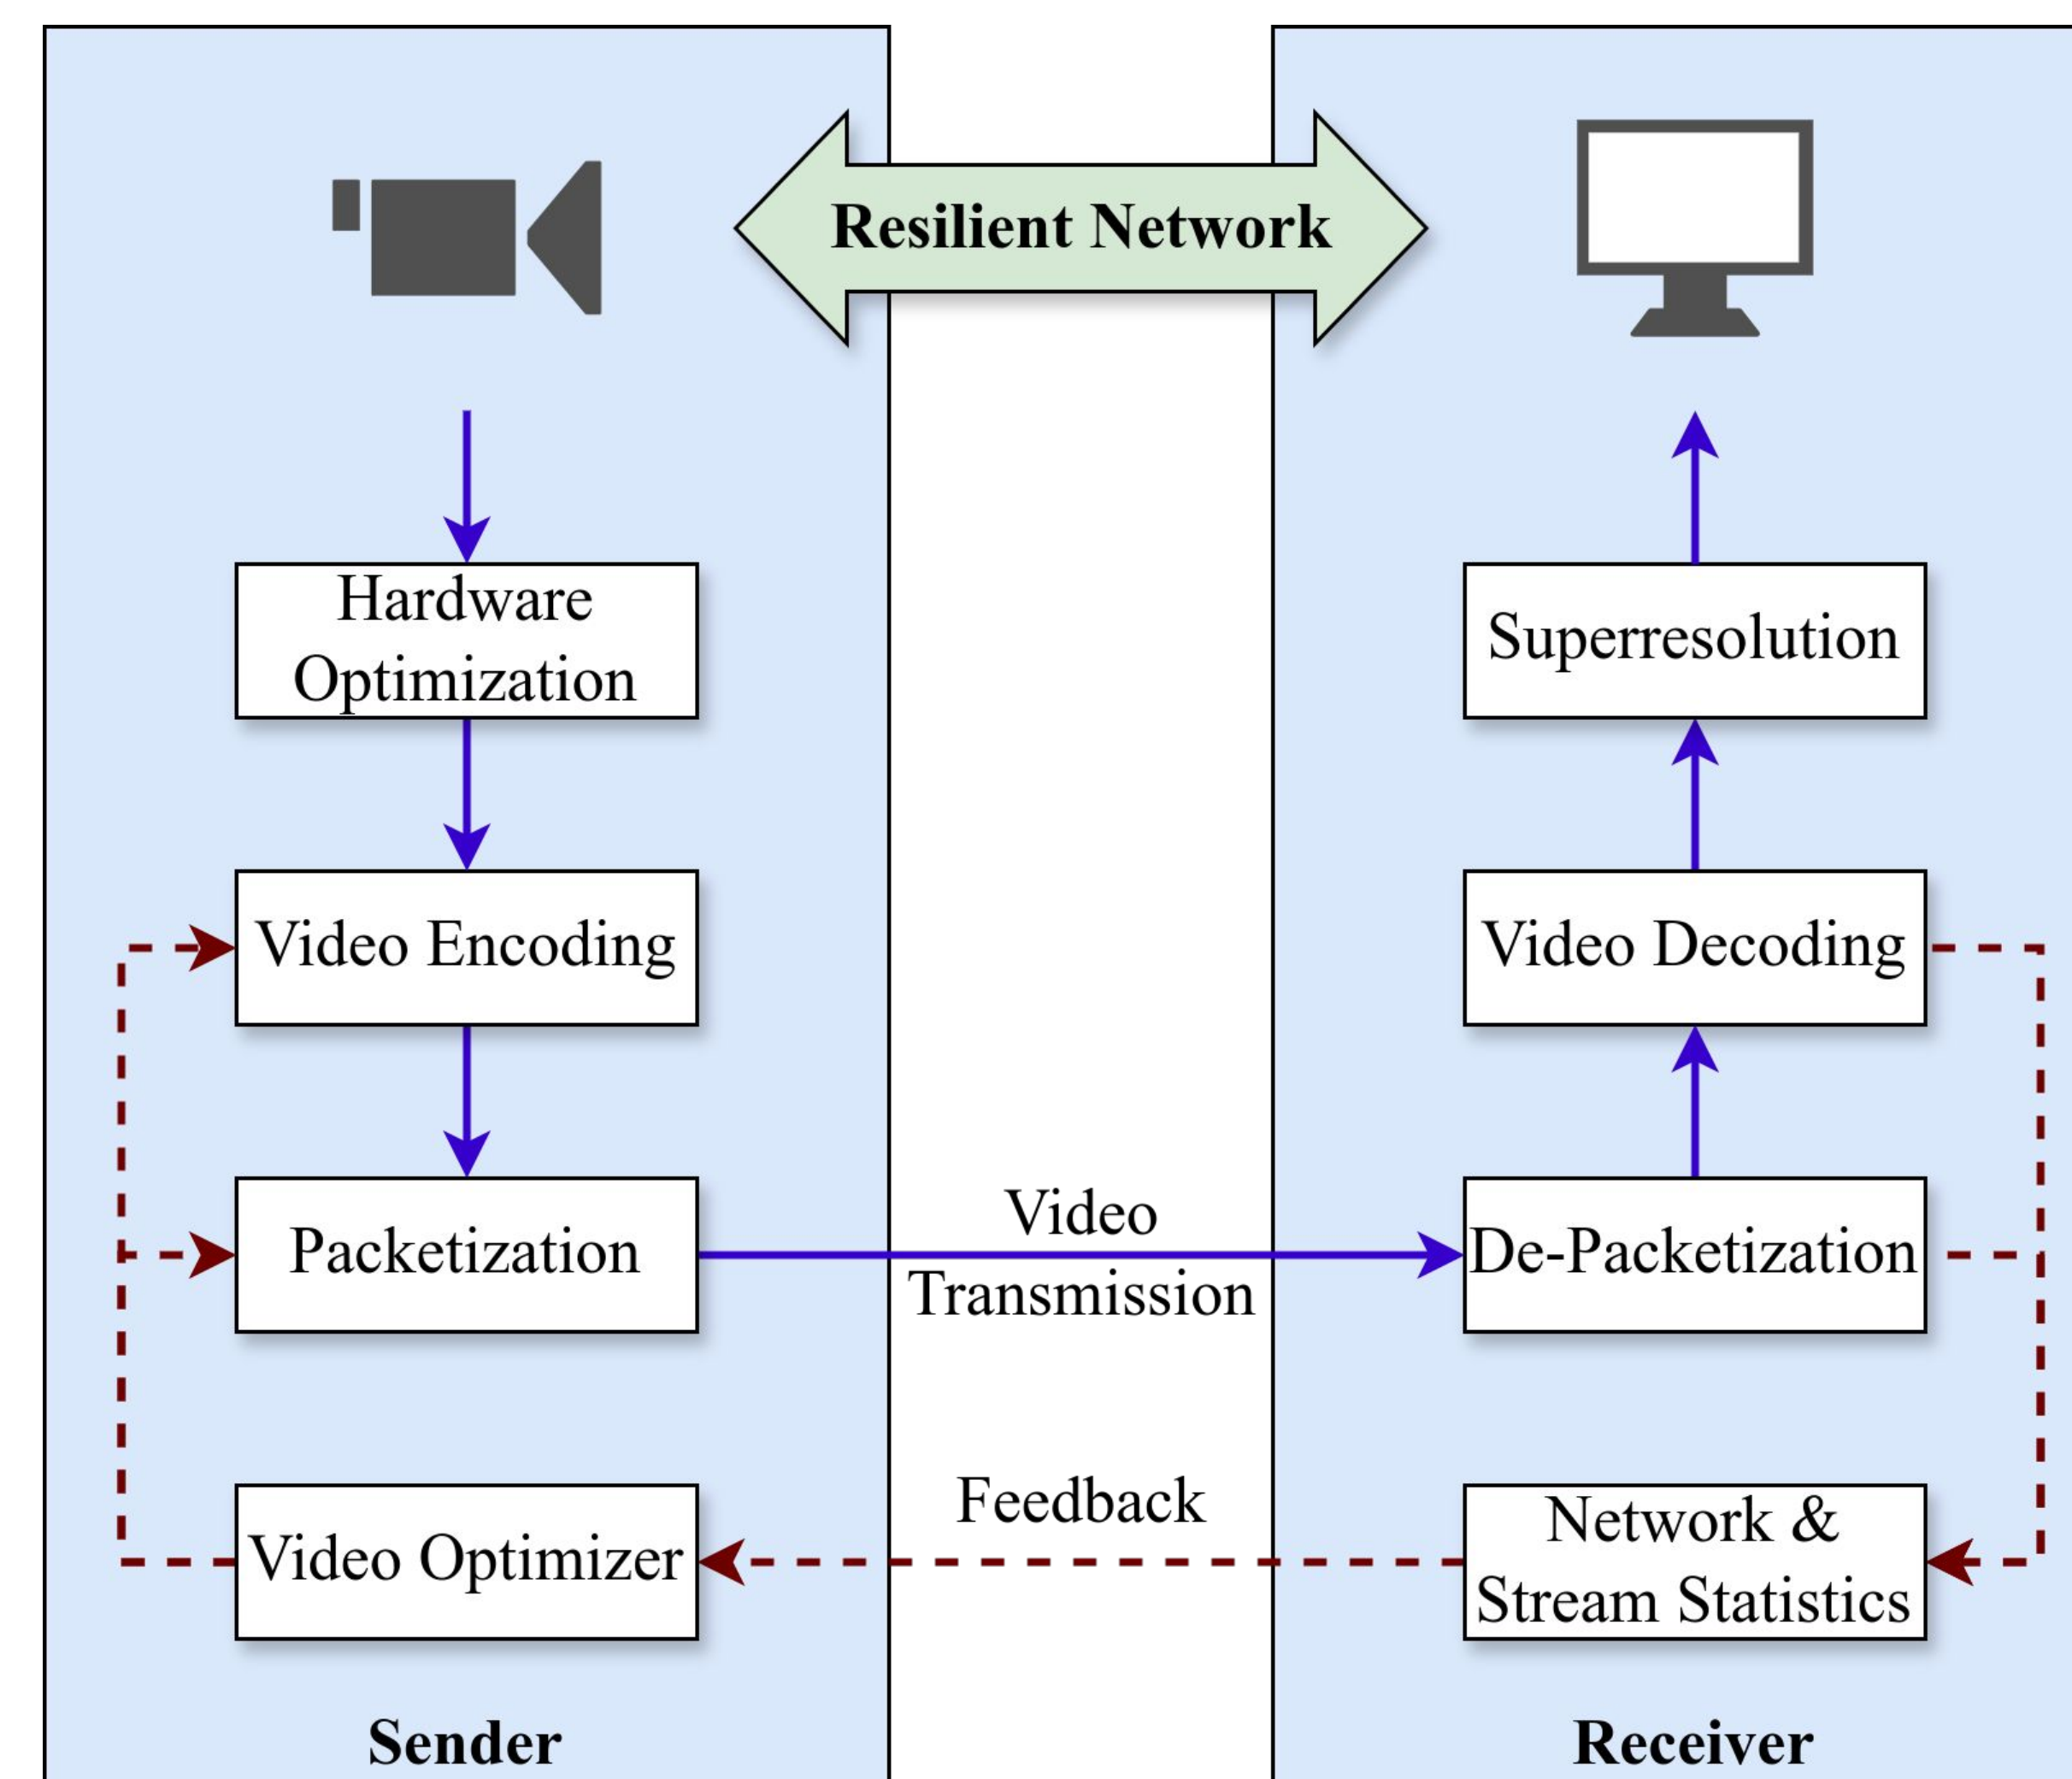 Resilient Network
Hardware
Optimization
Superresolution
Video Encoding
Video Decoding
Packetization
Video
Transmission
De-Packetization
Video Optimizer
Feedback
Network &
Stream Statistics
Sender
Receiver